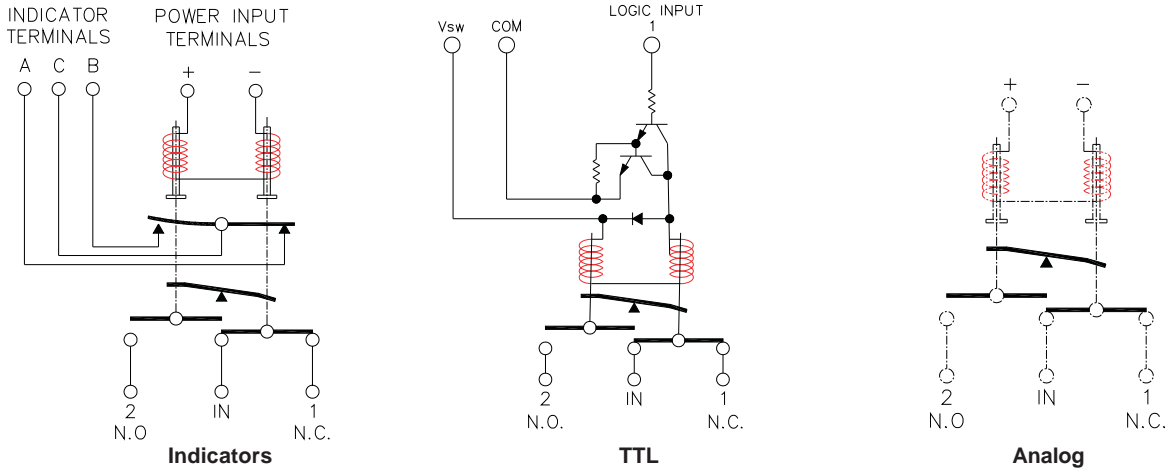 INDICATOR TERMINALS
A C B
POWER INPUT TERMINALS
+ −
2 IN 1
N.O N.C.
Indicators
Vsw COM
LOGIC INPUT
1
2 IN 1
N.O. N.C.
TTL
+ −
2 IN 1
N.O N.C.
Analog